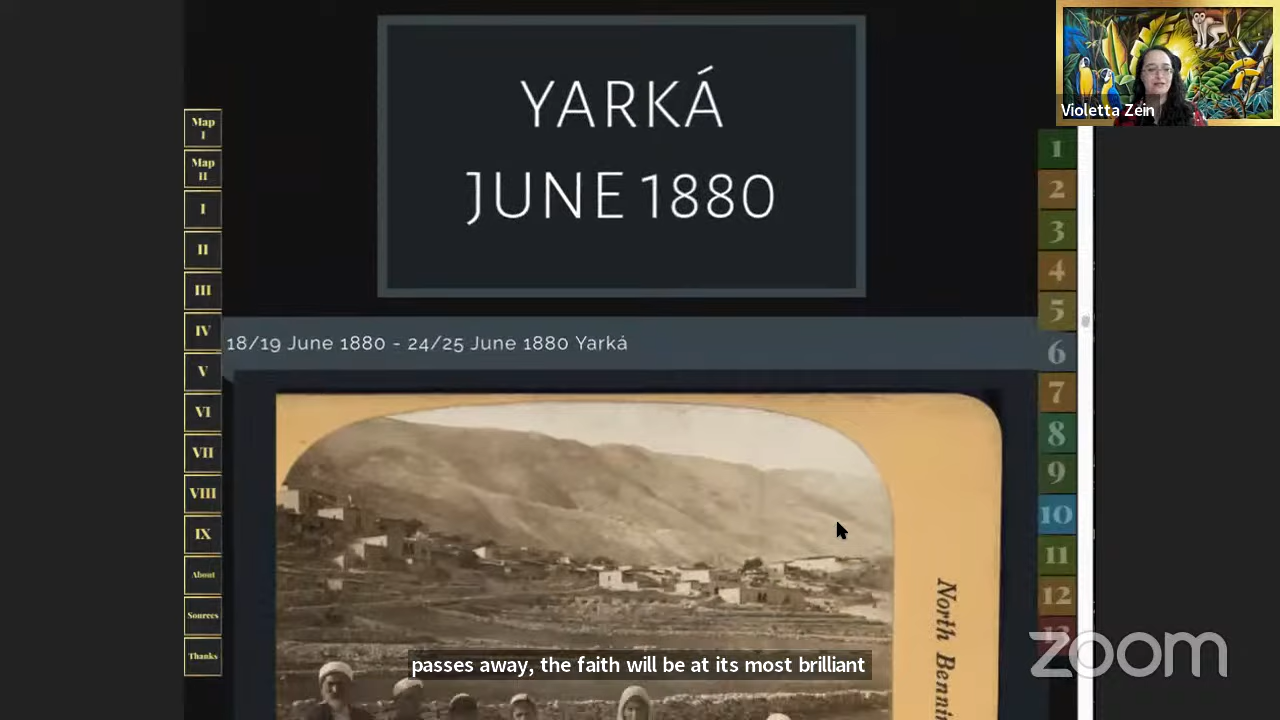 YARKÁ
JUNE 1880
Violetta Zein
Map
I
Map
II
I
II
III
IV
V
VI
VII
VIII
IX
About
Sources
Thanks
1
2
3
4
5
6
7
8
9
10
11
12
13
18/19 June 1880 - 24/25 June 1880 Yarká
North
passes away, the faith will be at its most brilliant
zoom